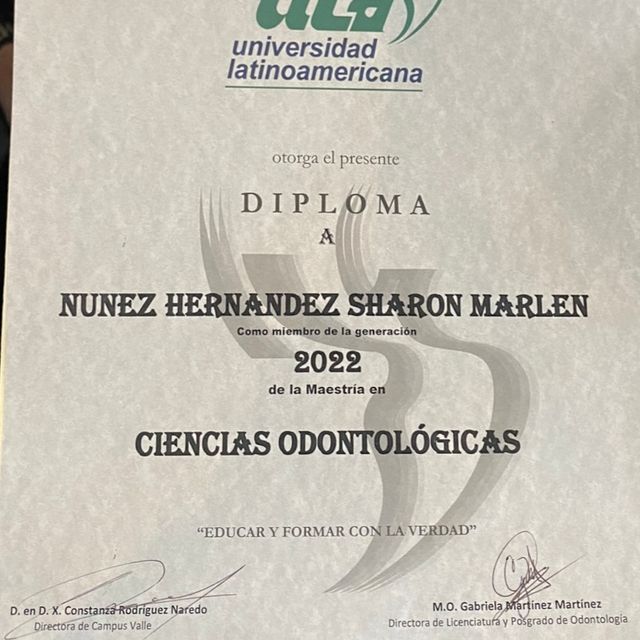 ula
universidad
latinoamericana
otorga el presente
DIPLOMA
A
NUNEZ HERNANDEZ SHARON MARLEN
Como miembro de la generación
2022
de la Maestría en
CIENCIAS ODONTOLÓGICAS
“EDUCAR Y FORMAR CON LA VERDAD”
D. en D. X. Constanza Rodríguez Naredo
Directora de Campus Valle
M.O. Gabriela Martínez Martínez
Directora de Licenciatura y Posgrado de Odontología